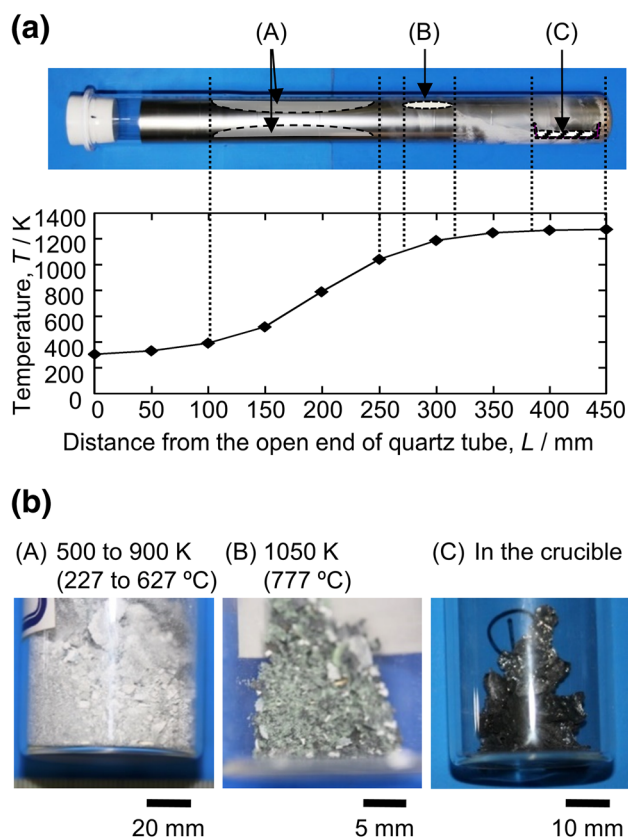 (a)
(A)
(B)
(C)
Temperature, T / K
1400
1200
1000
800
600
400
200
0
0 50 100 150 200 250 300 350 400 450
Distance from the open end of quartz tube, L / mm
(b)
(A) 500 to 900 K
(227 to 627 ºC)
(B) 1050 K
(777 ºC)
(C) In the crucible
20 mm
5 mm
10 mm